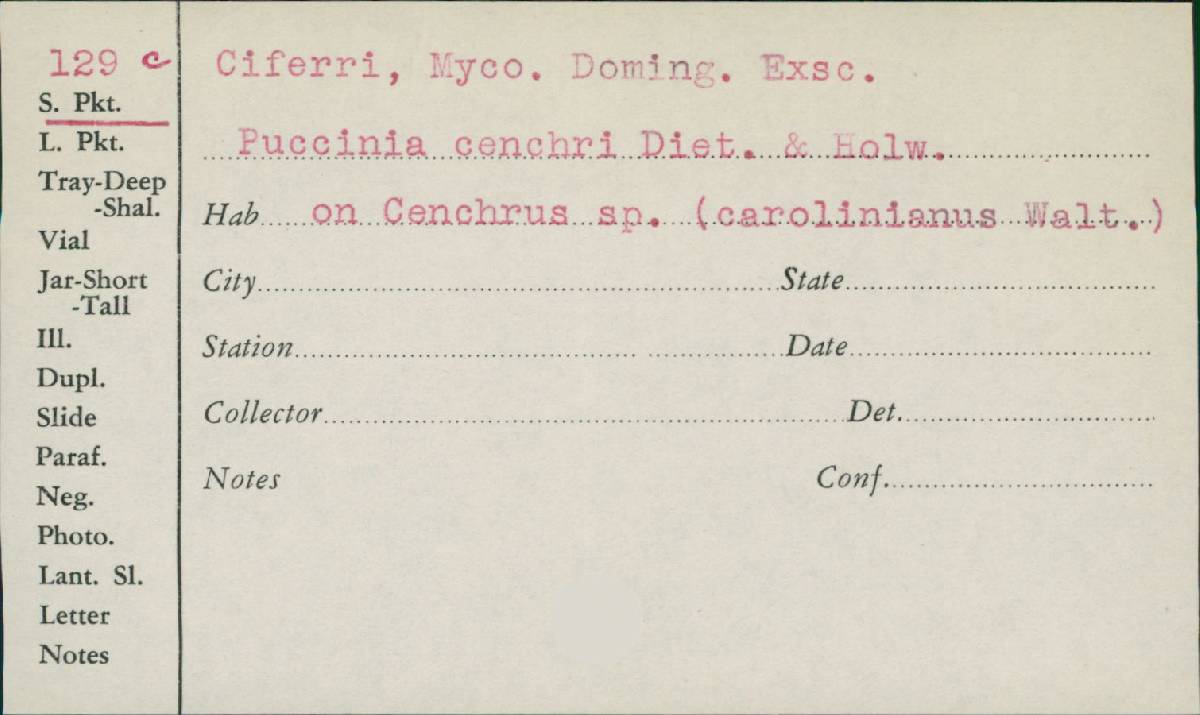 129 c
S. Pkt.
L. Pkt.
Tray-Deep
-Shal.
Vial
Jar-Short
-Tall
Ill.
Dupl.
Slide
Paraf.
Neg.
Photo.
Lant. Sl.
Letter
Notes
Ciferri, Myco. Doming. Exsc.
Puccinia cenchri Diet. & Holw.
Hab on Cenchrus sp. (carolinianus Walt.)
City State
Station Date
Collector Det.
Notes Conf.